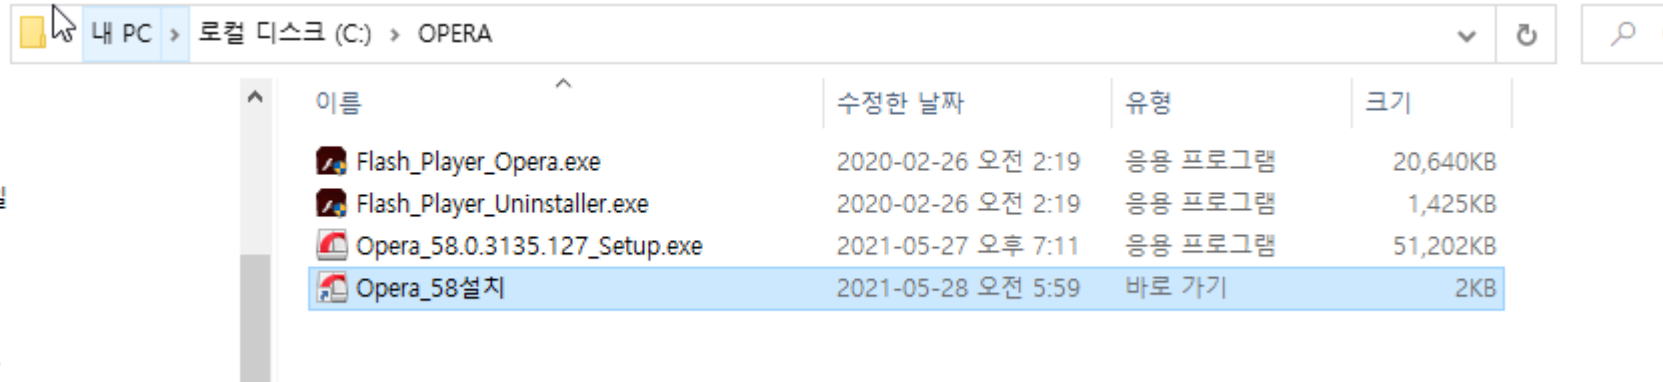 내 PC > 로컬 디스크 (C:) > OPERA
이름 수정한 날짜 유형 크기
Flash_Player_Opera.exe 2020-02-26 오전 2:19 응용 프로그램 20,640KB
Flash_Player_Uninstaller.exe 2020-02-26 오전 2:19 응용 프로그램 1,425KB
Opera_58.0.3135.127_Setup.exe 2021-05-27 오후 7:11 응용 프로그램 51,202KB
Opera_58설치 2021-05-28 오전 5:59 바로 가기 2KB